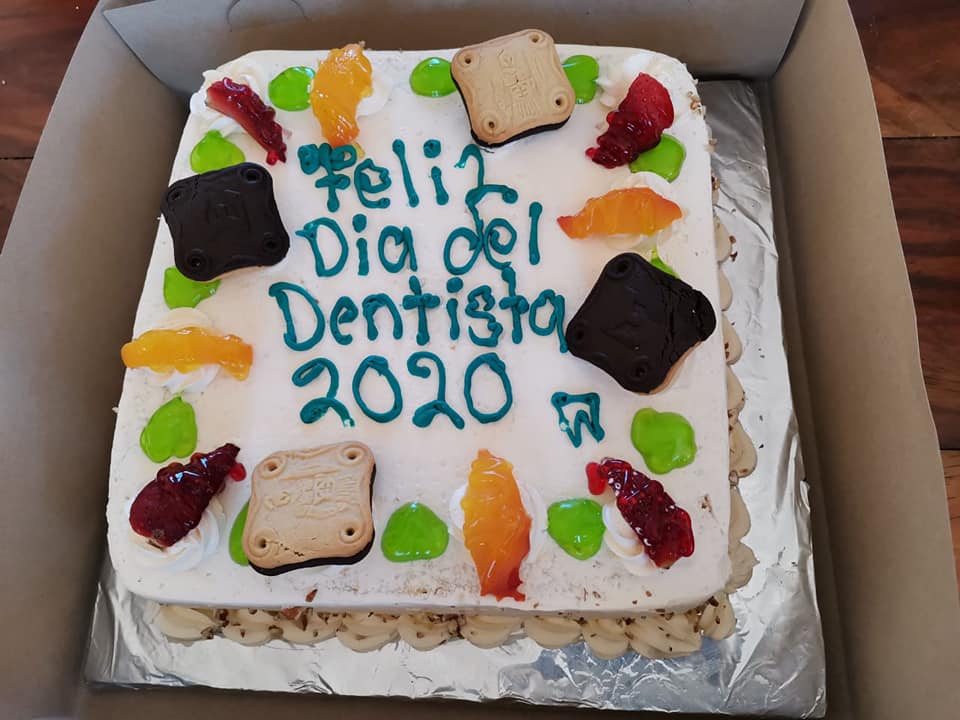 Feliz
Dia del
Dentista
2020